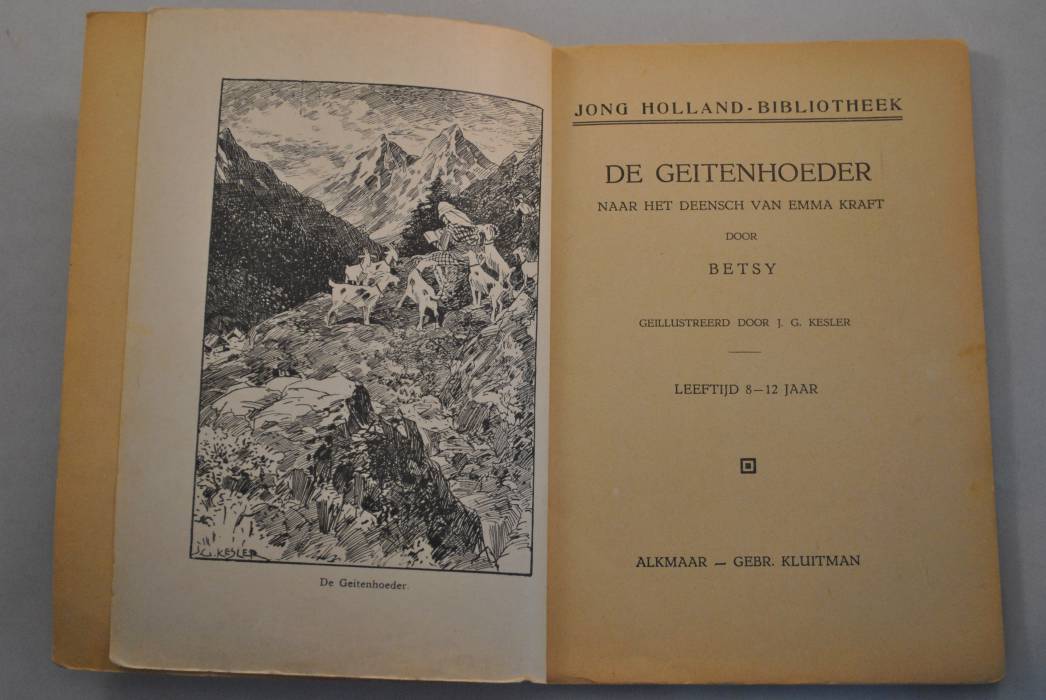 J.G. KESLER
De Geitenhoeder.
JONG HOLLAND-BIBLIOTHEEK
DE GEITENHOEDER
NAAR HET DEENSCH VAN EMMA KRAFT
DOOR
BETSY
GEILLUSTREERD DOOR J. G. KESLER
LEEFTIJD 8—12 JAAR
ALKMAAR — GEBR. KLUITMAN